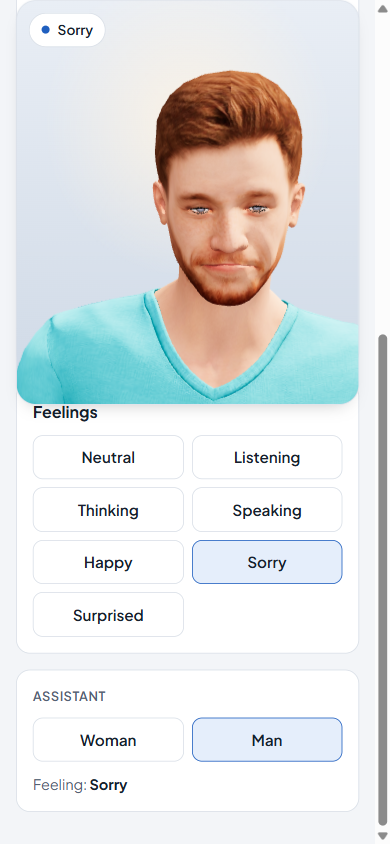 Sorry
Feelings
Neutral
Listening
Thinking
Speaking
Happy
Sorry
Surprised
ASSISTANT
Woman
Man
Feeling: Sorry